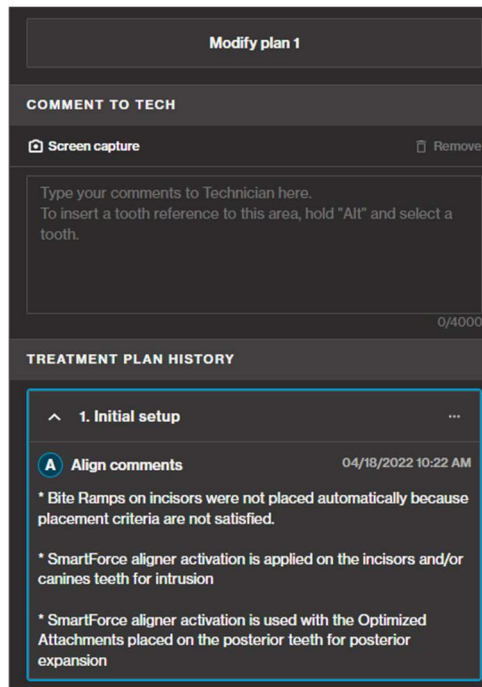 Modify plan 1
COMMENT TO TECH
Screen capture
Remove
Type your comments to Technician here.
To insert a tooth reference to this area, hold "Alt" and select a
tooth.
0/4000
TREATMENT PLAN HISTORY
1. Initial setup
...
A Align comments 04/18/2022 10:22 AM
* Bite Ramps on incisors were not placed automatically because
placement criteria are not satisfied.
* SmartForce aligner activation is applied on the incisors and/or
canines teeth for intrusion
* SmartForce aligner activation is used with the Optimized
Attachments placed on the posterior teeth for posterior
expansion